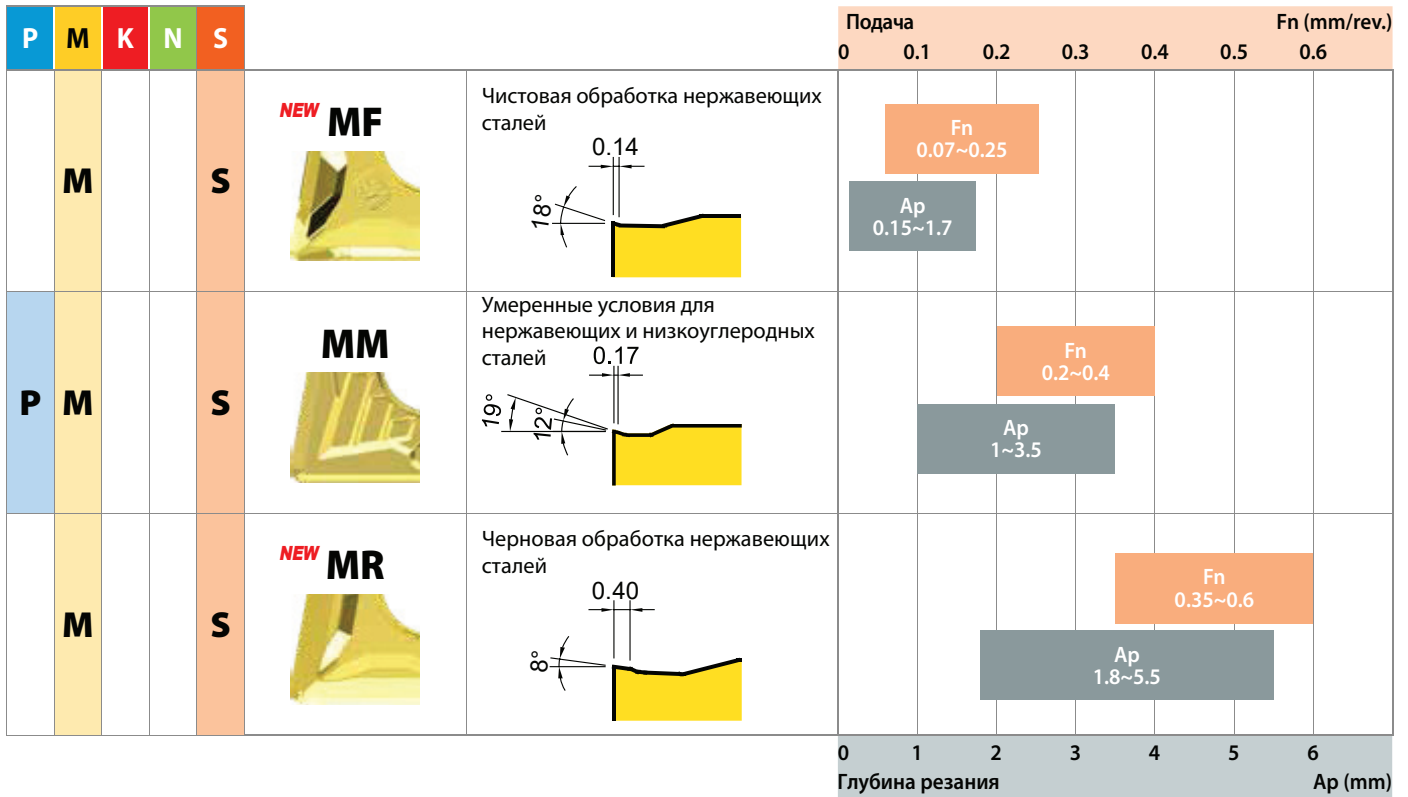 P M K N S
Подача Fn (mm/rev.)
0 0.1 0.2 0.3 0.4 0.5 0.6
M S
NEW MF
Чистовая обработка нержавеющих
сталей
0.14
18°
Fn
0.07~0.25
Ap
0.15~1.7
P M S
MM
Умеренные условия для
нержавеющих и низкоуглеродных
сталей
0.17
19°
12°
Fn
0.2~0.4
Ap
1~3.5
M S
NEW MR
Черновая обработка нержавеющих
сталей
0.40
8°
Fn
0.35~0.6
Ap
1.8~5.5
0 1 2 3 4 5 6
Глубина резания Ap (mm)